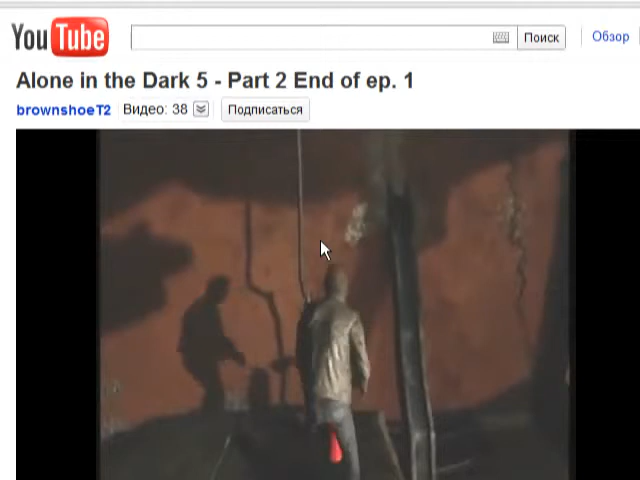 YouTube Поиск Обзор
Alone in the Dark 5 - Part 2 End of ep. 1
brownshoeT2 Видео: 38 Подписаться